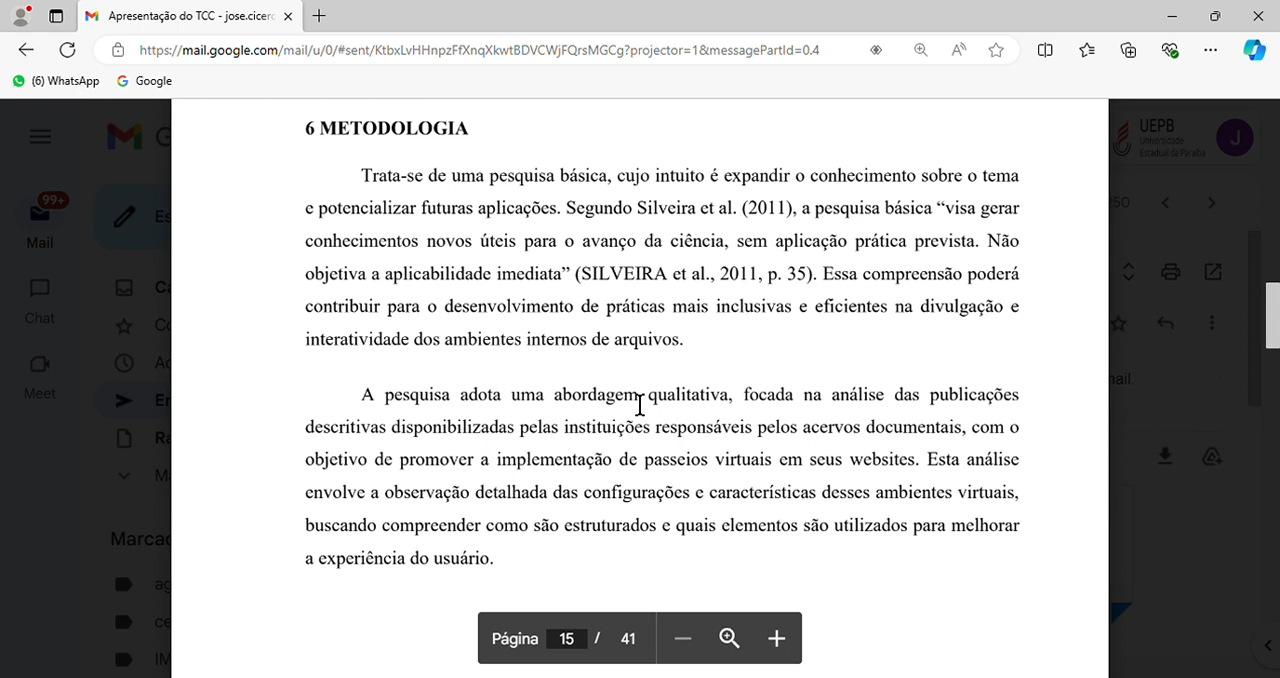 Apresentação do TCC - jose.cicero
https://mail.google.com/mail/u/0/#sent/KtbxLvHHnpzFfXnqXkwtBDVCWjFQrsMGCg?projector=1&messagePartId=0.4
(6) WhatsApp
Google
6 METODOLOGIA
UEPB
Universidade
Estadual da Paraíba
J
Trata-se de uma pesquisa básica, cujo intuito é expandir o conhecimento sobre o tema
e potencializar futuras aplicações. Segundo Silveira et al. (2011), a pesquisa básica “visa gerar
conhecimentos novos úteis para o avanço da ciência, sem aplicação prática prevista. Não
objetiva a aplicabilidade imediata” (SILVEIRA et al., 2011, p. 35). Essa compreensão poderá
contribuir para o desenvolvimento de práticas mais inclusivas e eficientes na divulgação e
interatividade dos ambientes internos de arquivos.
A pesquisa adota uma abordagem qualitativa, focada na análise das publicações
descritivas disponibilizadas pelas instituições responsáveis pelos acervos documentais, com o
objetivo de promover a implementação de passeios virtuais em seus websites. Esta análise
envolve a observação detalhada das configurações e características desses ambientes virtuais,
buscando compreender como são estruturados e quais elementos são utilizados para melhorar
a experiência do usuário.
99+
Mail
Chat
Meet
Página 15 / 41